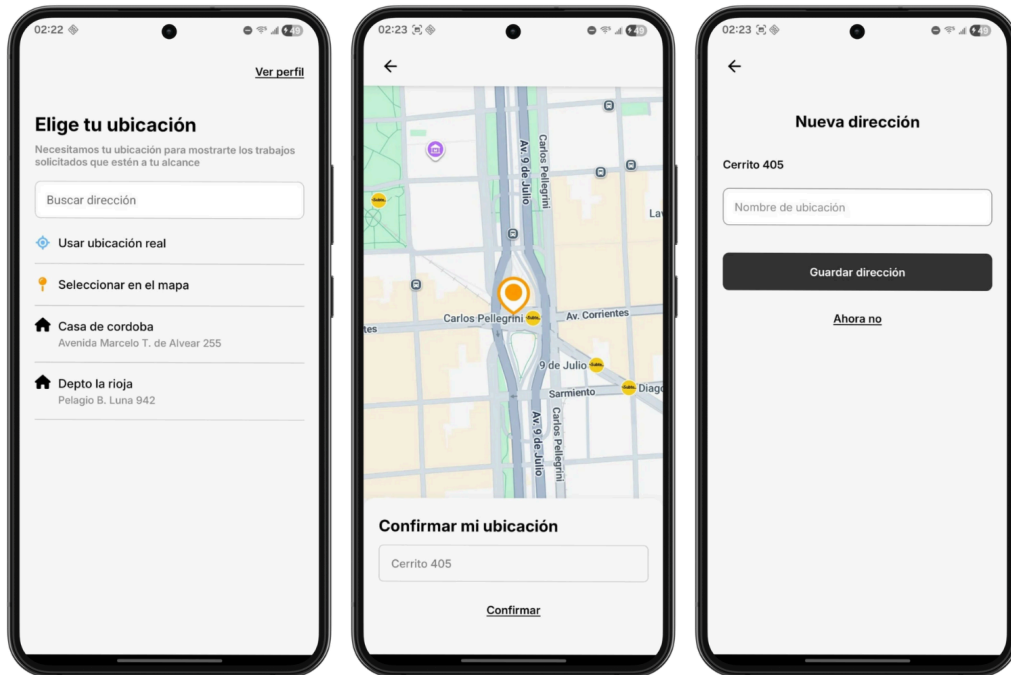 02:22
49
Ver perfil
Elige tu ubicación
Necesitamos tu ubicación para mostrarte los trabajos
solicitados que estén a tu alcance
Buscar dirección
Usar ubicación real
Seleccionar en el mapa
Casa de cordoba
Avenida Marcelo T. de Alvear 255
Depto la rioja
Pelagio B. Luna 942
02:23
49
Av. 9 de Julio
Carlos Pellegrini
Carlos Pellegrini
Av. Corrientes
9 de Julio
Sarmiento
Av. 9 de Julio
Carlos Pellegrini
Confirmar mi ubicación
Cerrito 405
Confirmar
02:23
49
Nueva dirección
Cerrito 405
Nombre de ubicación
Guardar dirección
Ahora no